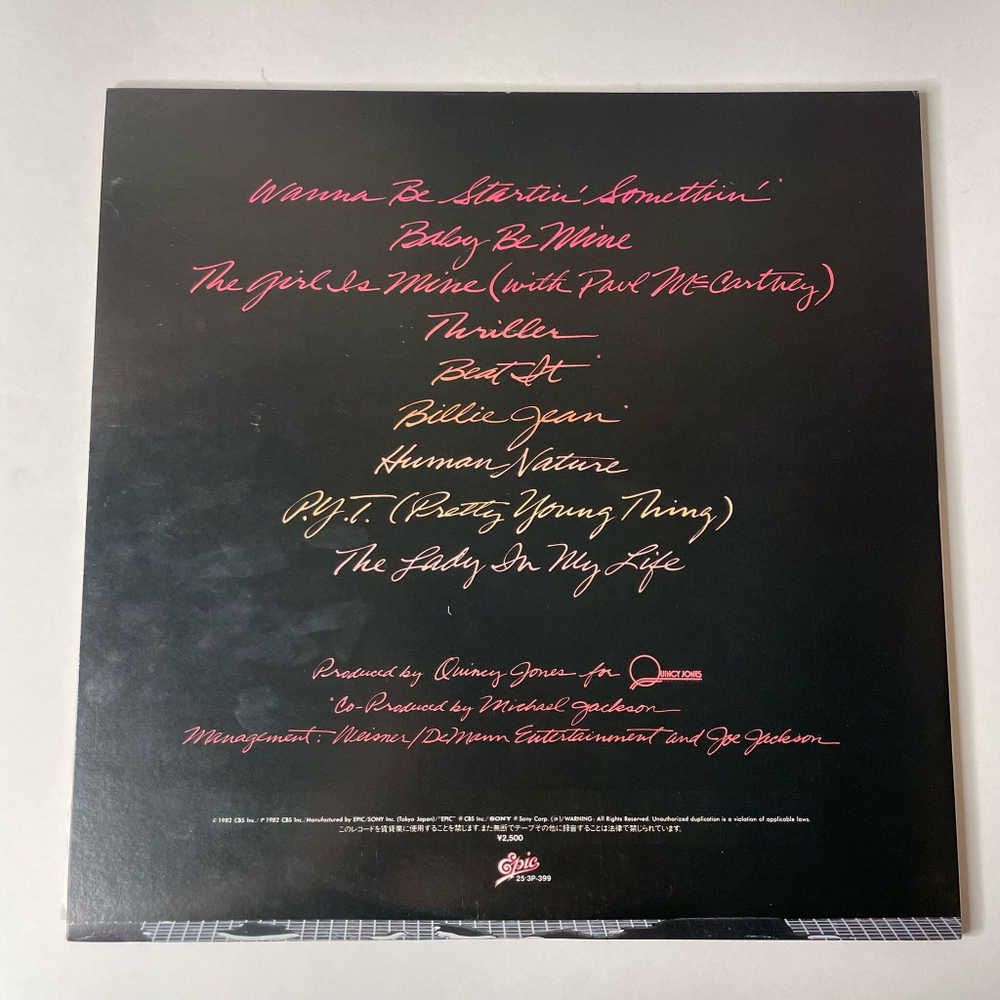 Wanna Be Startin' Somethin'*
Baby Be Mine
The Girl Is Mine (with Paul McCartney)
Thriller
Beat It*
Billie Jean*
Human Nature
P.Y.T. (Pretty Young Thing)
The Lady In My Life
Produced by Quincy Jones for QUINCY JONES
*Co-Produced by Michael Jackson
Management: Weisner/DeMann Entertainment and Joe Jackson
© 1982 CBS Inc./℗ 1982 CBS Inc./Manufactured by EPIC/SONY Inc. (Tokyo Japan)/"EPIC" ® CBS Inc./SONY ® Sony Corp. (is)/WARNING: All Rights Reserved. Unauthorized duplication is a violation of applicable laws.
このレコードを賃貸業に使用することを禁じます。また無断でテープその他に録音することは法律で禁じられています。
¥2,500
Epic
25·3P-399